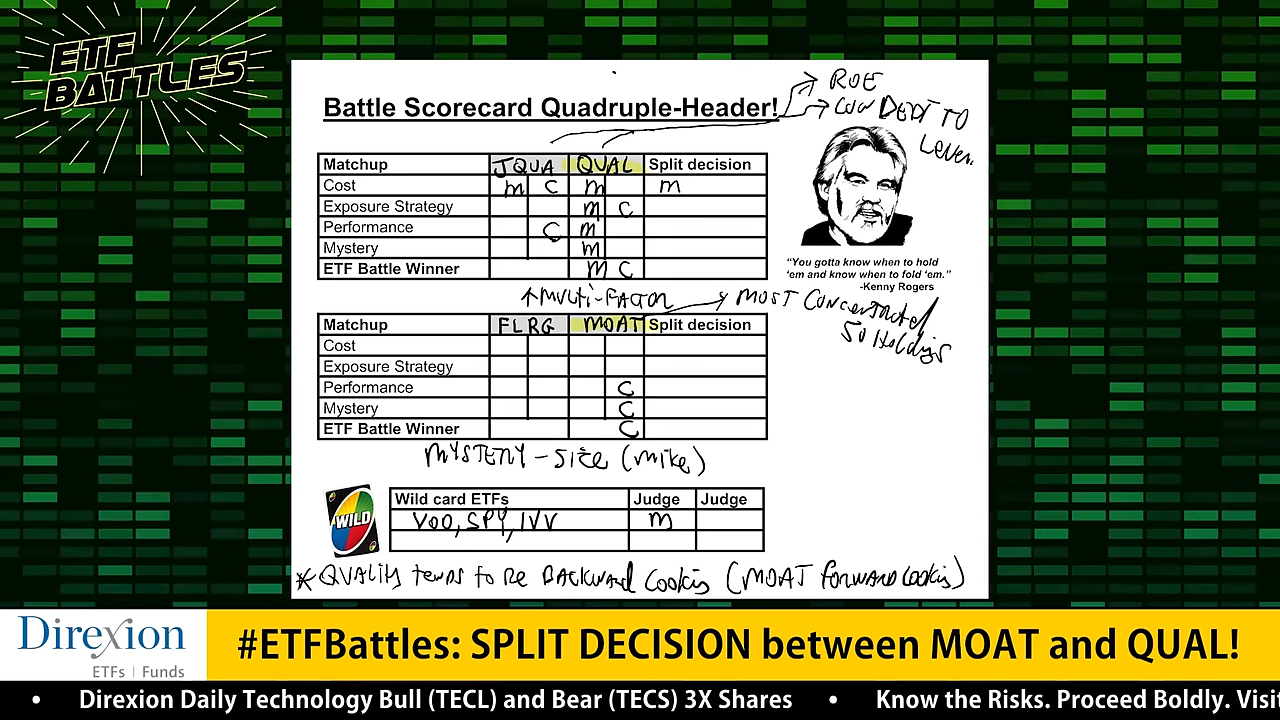 ETF
BATTLES
Battle Scorecard Quadruple-Header!
ROE
LOW DEBT TO
Matchup JQUA QUAL Split decision
Cost m C m m
Exposure Strategy m C
Performance C m
Mystery m
ETF Battle Winner m C
MULTI-FACTOR
MOST CONCENTRATED
50 Holdings
"You gotta know when to hold
'em and know when to fold 'em."
-Kenny Rogers
Matchup FLRG MOAT Split decision
Cost
Exposure Strategy
Performance C
Mystery C
ETF Battle Winner C
MYSTERY - SIZE (MIKE)
WILD
Wild card ETFs Judge Judge
VOO, SPY, IVV m
*QUALITY tends to be BACKWARD Looking (MOAT FORWARD Looking)
Direxion
ETFs | Funds
#ETFBattles: SPLIT DECISION between MOAT and QUAL!
• Direxion Daily Technology Bull (TECL) and Bear (TECS) 3X Shares • Know the Risks. Proceed Boldly. Visi